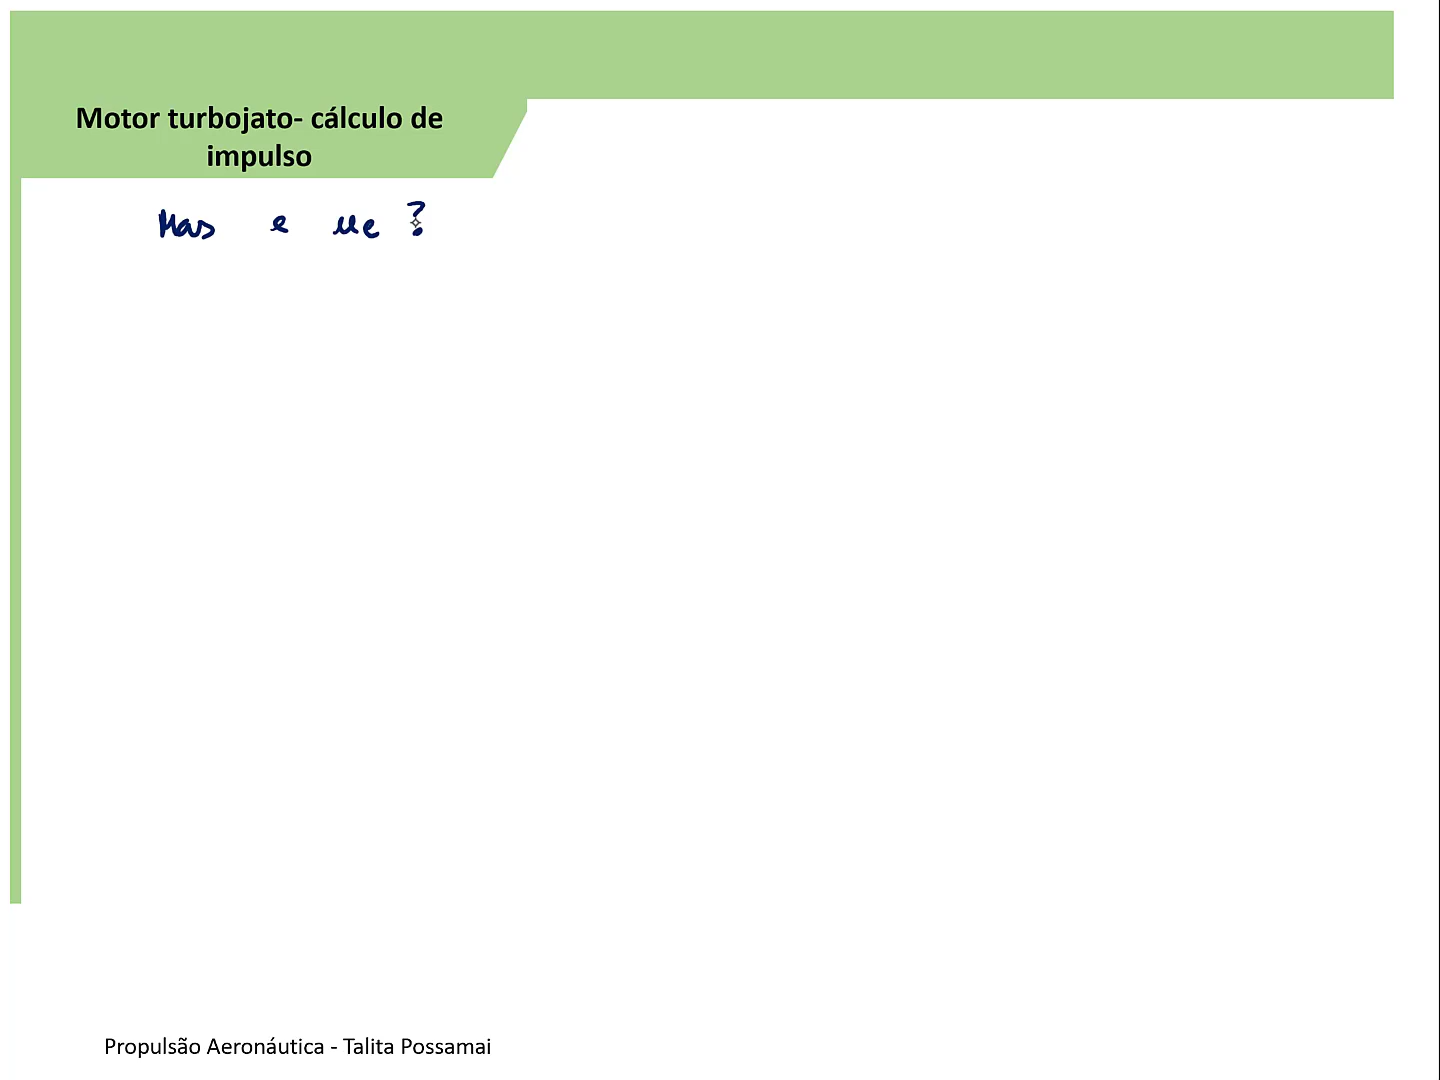 Motor turbojato- cálculo de
impulso
Mas e ue ?
Propulsão Aeronáutica - Talita Possamai